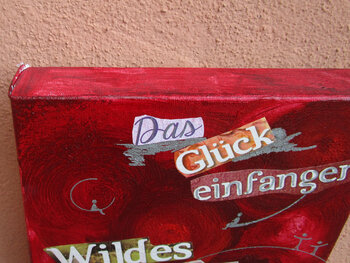 Das
Glück
einfangen
Wildes